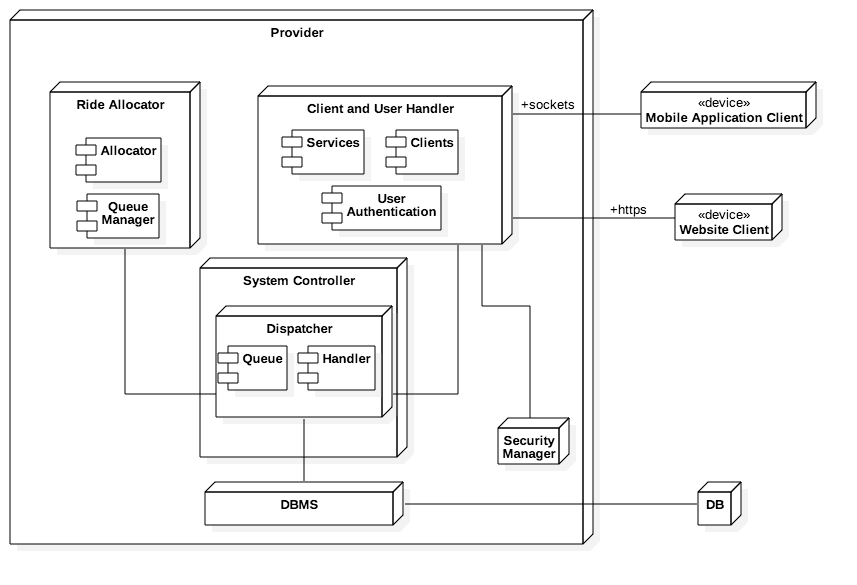 Provider
Ride Allocator
Allocator
Queue
Manager
Client and User Handler
Services
Clients
User
Authentication
+sockets
«device»
Mobile Application Client
+https
«device»
Website Client
System Controller
Dispatcher
Queue
Handler
Security
Manager
DBMS
DB